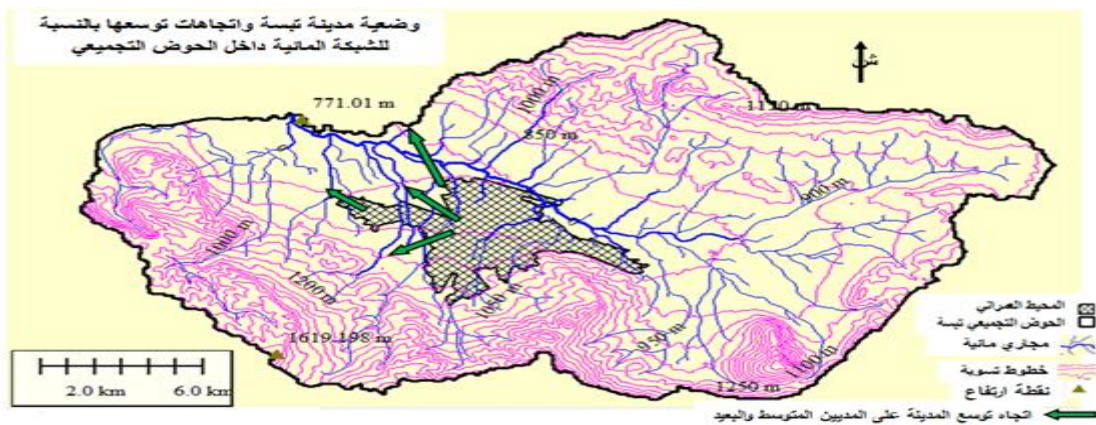 وضعية مدينة تبسة واتجاهات توسعها بالنسبة
للشبكة المائية داخل الحوض التجميعي
ش
771.01 m
1000 m
1150 m
850 m
900 m
1000 m
1200 m
1050 m
1619.198 m
950 m
1100 m
1250 m
2.0 km 6.0 km
المحيط العمراني
الحوض التجميعي تبسة
مجاري مائية
خطوط تسوية
نقطة ارتفاع
اتجاه توسع المدينة على المديين المتوسط والبعيد